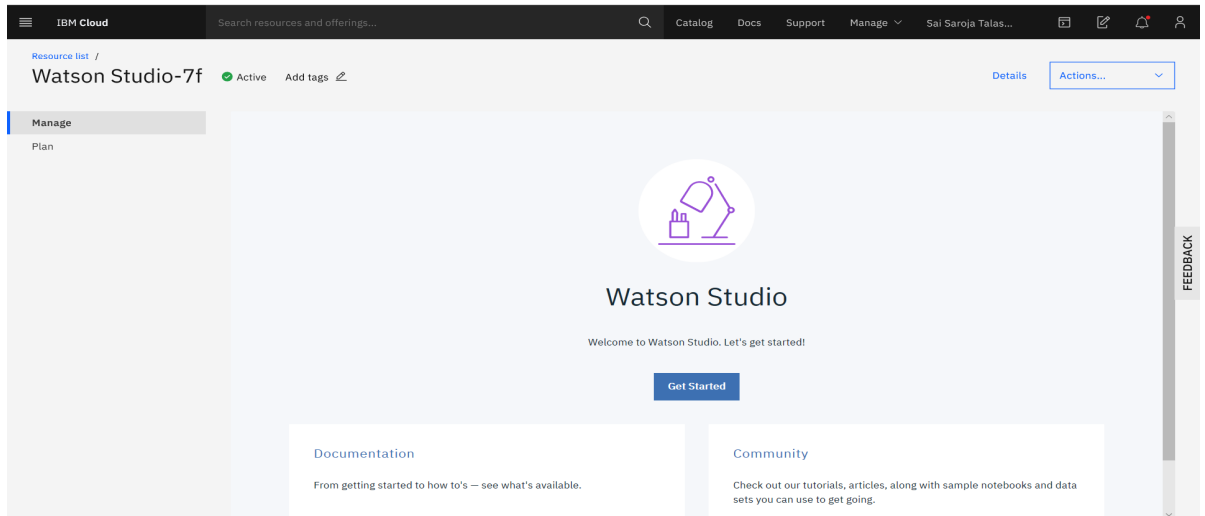 IBM Cloud
Search resources and offerings...
Catalog
Docs
Support
Manage
Sai Saroja Talas...
Resource list /
Watson Studio-7f
Active
Add tags
Details
Actions...
Manage
Plan
Watson Studio
Welcome to Watson Studio. Let's get started!
Get Started
FEEDBACK
Documentation
From getting started to how to's — see what's available.
Community
Check out our tutorials, articles, along with sample notebooks and data
sets you can use to get going.